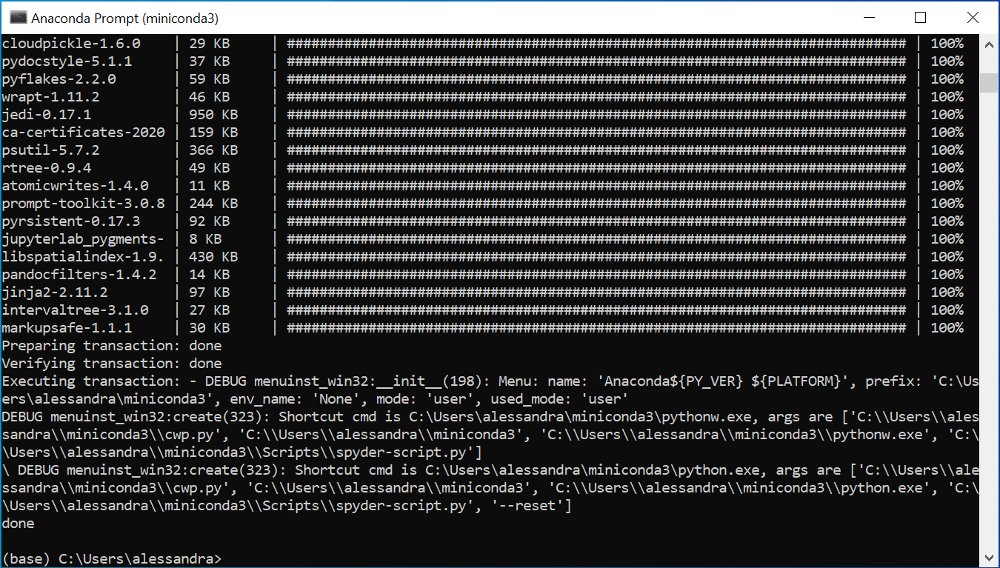 Anaconda Prompt (miniconda3)
cloudpickle-1.6.0    | 29 KB     | ############################################################################ | 100%
pydocstyle-5.1.1     | 37 KB     | ############################################################################ | 100%
pyflakes-2.2.0       | 59 KB     | ############################################################################ | 100%
wrapt-1.11.2         | 46 KB     | ############################################################################ | 100%
jedi-0.17.1          | 950 KB    | ############################################################################ | 100%
ca-certificates-2020 | 159 KB    | ############################################################################ | 100%
psutil-5.7.2         | 366 KB    | ############################################################################ | 100%
rtree-0.9.4          | 49 KB     | ############################################################################ | 100%
atomicwrites-1.4.0   | 11 KB     | ############################################################################ | 100%
prompt-toolkit-3.0.8 | 244 KB    | ############################################################################ | 100%
pyrsistent-0.17.3    | 92 KB     | ############################################################################ | 100%
jupyterlab_pygments- | 8 KB      | ############################################################################ | 100%
libspatialindex-1.9. | 430 KB    | ############################################################################ | 100%
pandocfilters-1.4.2  | 14 KB     | ############################################################################ | 100%
jinja2-2.11.2        | 97 KB     | ############################################################################ | 100%
intervaltree-3.1.0   | 27 KB     | ############################################################################ | 100%
markupsafe-1.1.1     | 30 KB     | ############################################################################ | 100%
Preparing transaction: done
Verifying transaction: done
Executing transaction: - DEBUG menuinst_win32:__init__(198): Menu: name: 'Anaconda${PY_VER} ${PLATFORM}', prefix: 'C:\Us
ers\alessandra\miniconda3', env_name: 'None', mode: 'user', used_mode: 'user'
DEBUG menuinst_win32:create(323): Shortcut cmd is C:\Users\alessandra\miniconda3\pythonw.exe, args are ['C:\\Users\\ales
sandra\\miniconda3\\cwp.py', 'C:\\Users\\alessandra\\miniconda3', 'C:\\Users\\alessandra\\miniconda3\\pythonw.exe', 'C:\
\Users\\alessandra\\miniconda3\\Scripts\\spyder-script.py']
\ DEBUG menuinst_win32:create(323): Shortcut cmd is C:\Users\alessandra\miniconda3\python.exe, args are ['C:\\Users\\ale
ssandra\\miniconda3\\cwp.py', 'C:\\Users\\alessandra\\miniconda3', 'C:\\Users\\alessandra\\miniconda3\\python.exe', 'C:\
\Users\\alessandra\\miniconda3\\Scripts\\spyder-script.py', '--reset']
done
(base) C:\Users\alessandra>